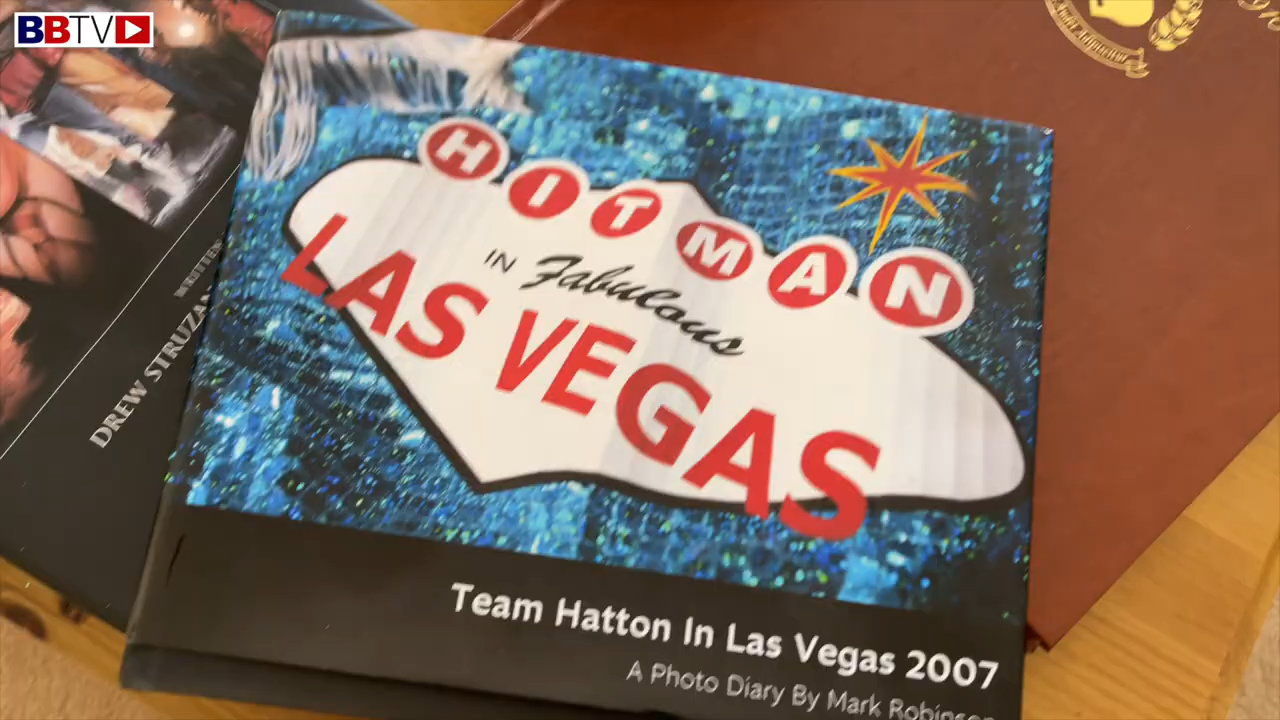 BBTV
HITMAN
IN Fabulous
LAS VEGAS
Team Hatton In Las Vegas 2007
A Photo Diary By Mark Robinson
WRITTEN
DREW STRUZAN